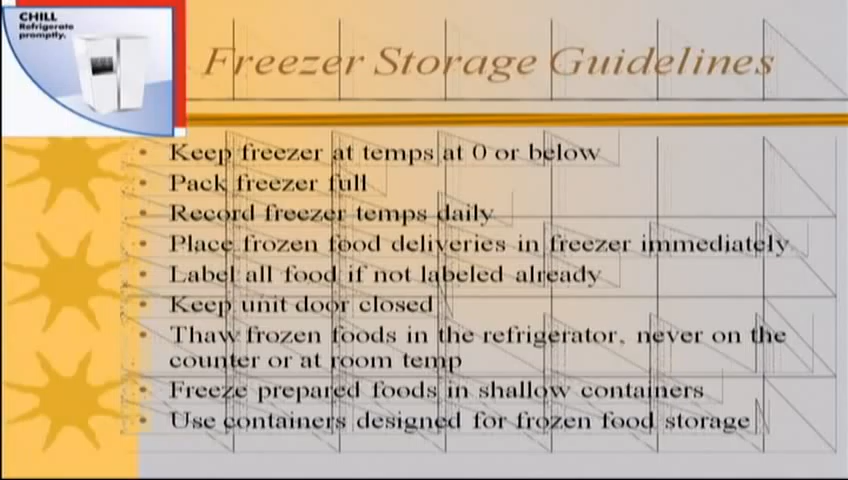 CHILL
Refrigerate
promptly.
Freezer Storage Guidelines
• Keep freezer at temps at 0 or below
• Pack freezer full
• Record freezer temps daily
• Place frozen food deliveries in freezer immediately
• Label all food if not labeled already
• Keep unit door closed
• Thaw frozen foods in the refrigerator, never on the
counter or at room temp
• Freeze prepared foods in shallow containers
• Use containers designed for frozen food storage